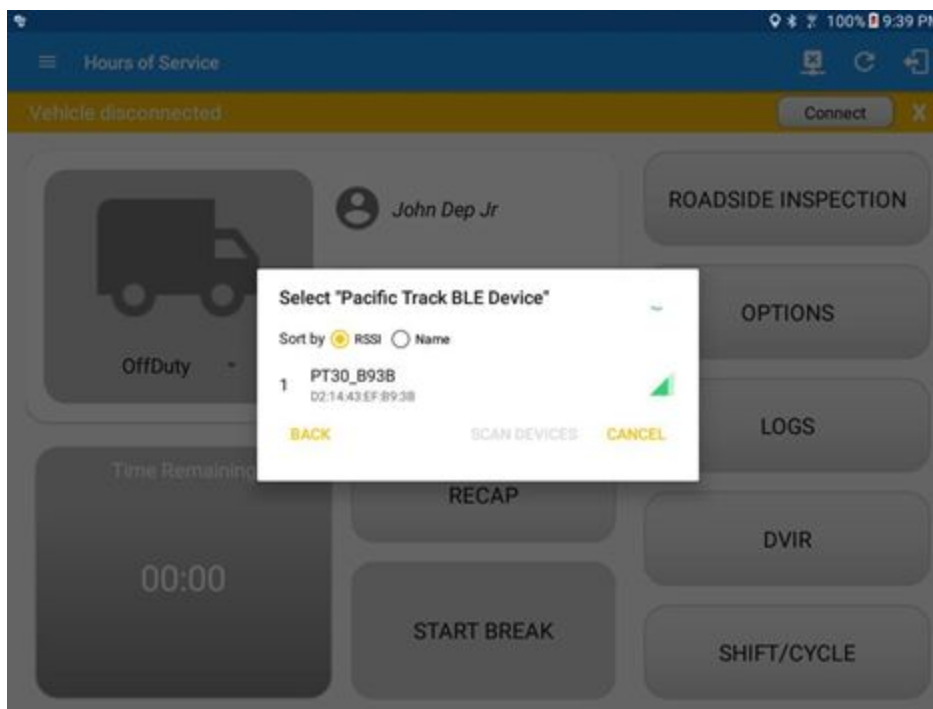 100% 9:39 PM
Hours of Service
Vehicle disconnected
Connect
X
John Dep Jr
OffDuty
ROADSIDE INSPECTION
OPTIONS
LOGS
DVIR
SHIFT/CYCLE
Select "Pacific Track BLE Device"
Sort by RSSI Name
1 PT30_B93B
D2:14:43:EF:B9:3B
BACK SCAN DEVICES CANCEL
Time Remaining
00:00
RECAP
START BREAK